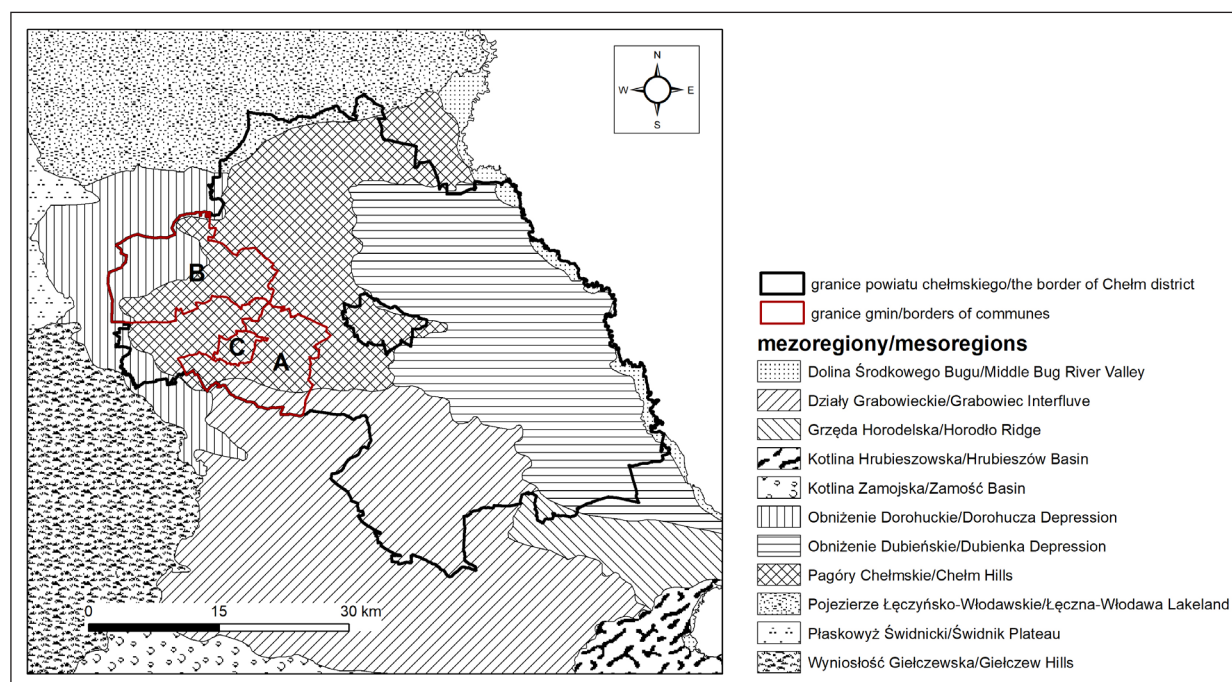 N
W E
S
B
C
A
0 15 30 km
granice powiatu chełmskiego/the border of Chełm district
granice gmin/borders of communes
mezoregiony/mesoregions
Dolina Środkowego Bugu/Middle Bug River Valley
Działy Grabowieckie/Grabowiec Interfluve
Grzęda Horodelska/Horodło Ridge
Kotlina Hrubieszowska/Hrubieszów Basin
Kotlina Zamojska/Zamość Basin
Obniżenie Dorohuckie/Dorohucza Depression
Obniżenie Dubieńskie/Dubienka Depression
Pagóry Chełmskie/Chełm Hills
Pojezierze Łęczyńsko-Włodawskie/Łęczna-Włodawa Lakeland
Płaskowyż Świdnicki/Świdnik Plateau
Wyniosłość Giełczewska/Giełczew Hills